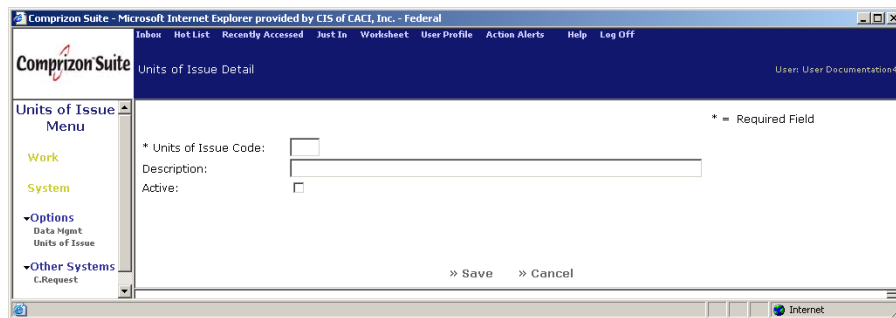 Comprizon Suite - Microsoft Internet Explorer provided by CIS of CACI, Inc. - Federal
Inbox HotList Recently Accessed Just In Worksheet User Profile Action Alerts Help Log Off
Comprizon Suite
Units of Issue Detail
User: User Documentation4
Units of Issue Menu
* = Required Field
* Units of Issue Code:
Work
Description:
System
Active:
Options
Data Mgmt
Units of Issue
Other Systems
C.Request
» Save » Cancel
Internet